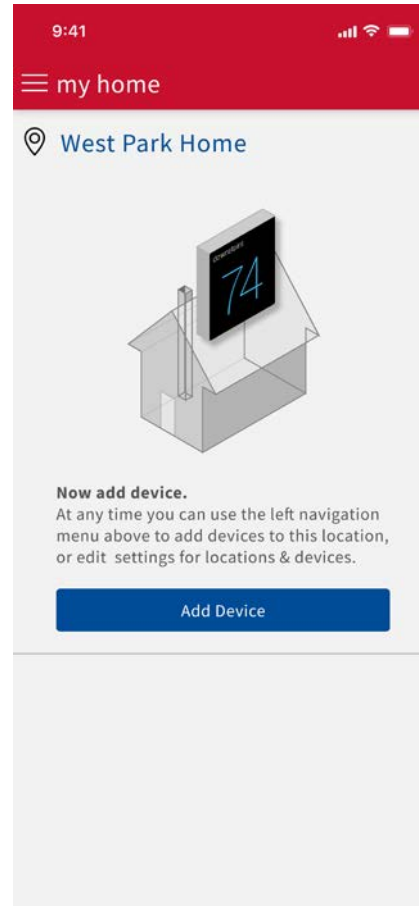 9:41
my home
West Park Home
downstairs
74
Now add device.
At any time you can use the left navigation
menu above to add devices to this location,
or edit settings for locations & devices.
Add Device